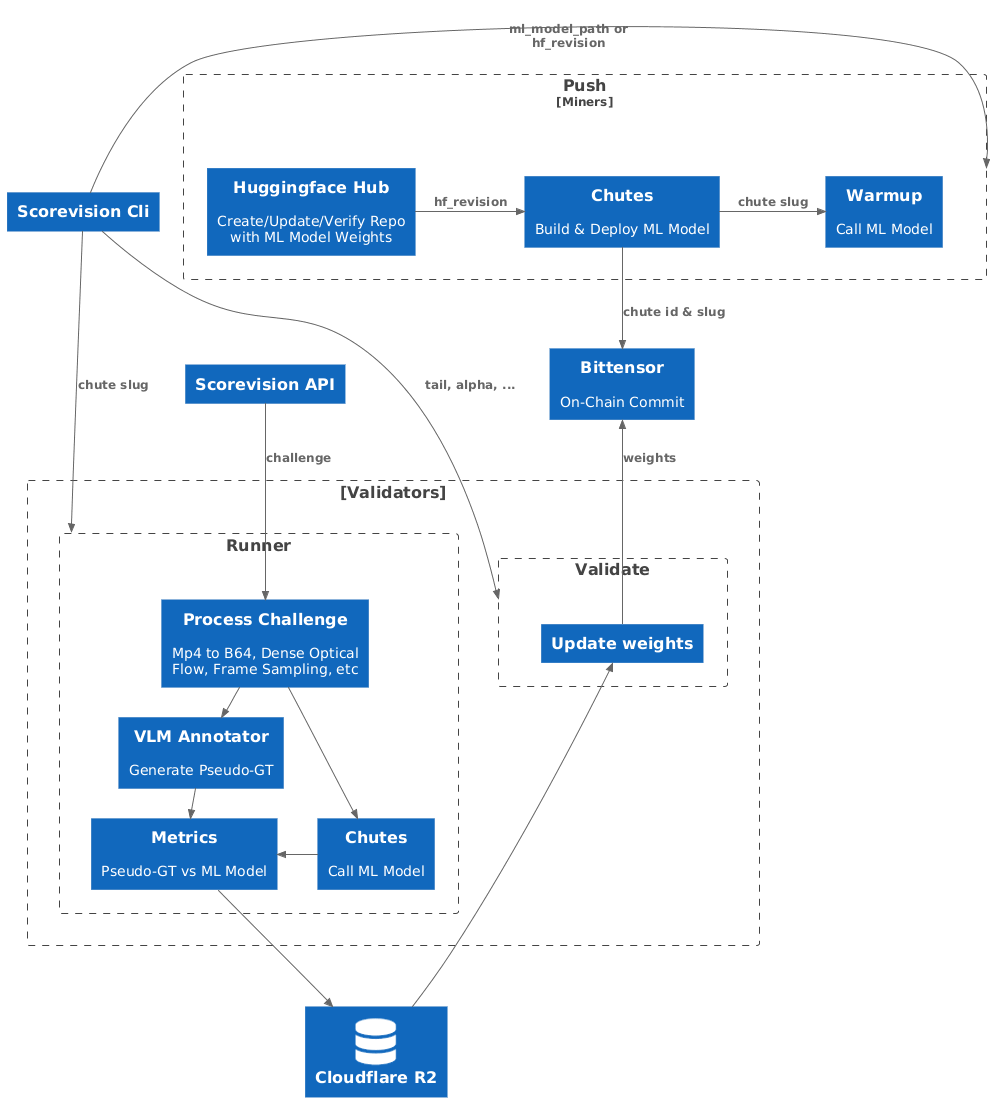 ml_model_path or
hf_revision
Push
[Miners]
Huggingface Hub
Create/Update/Verify Repo
with ML Model Weights
hf_revision
Chutes
Build & Deploy ML Model
chute slug
Warmup
Call ML Model
Scorevision Cli
chute id & slug
Bittensor
On-Chain Commit
Scorevision API
chute slug
tail, alpha, ...
challenge
weights
[Validators]
Runner
Validate
Process Challenge
Mp4 to B64, Dense Optical
Flow, Frame Sampling, etc
Update weights
VLM Annotator
Generate Pseudo-GT
Metrics
Pseudo-GT vs ML Model
Chutes
Call ML Model
Cloudflare R2